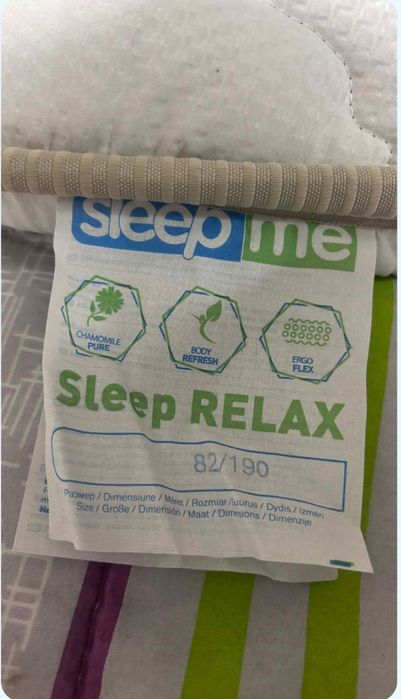 sleep me
CHAMOMILE
PURE
BODY
REFRESH
ERGO
FLEX
Sleep RELAX
82/190
Размер / Dimensiune / Méret / Rozmiar / Suurus / Dydis / Izmērs
Size / Größe / Dimensión / Maat / Dimesions / Dimenzije